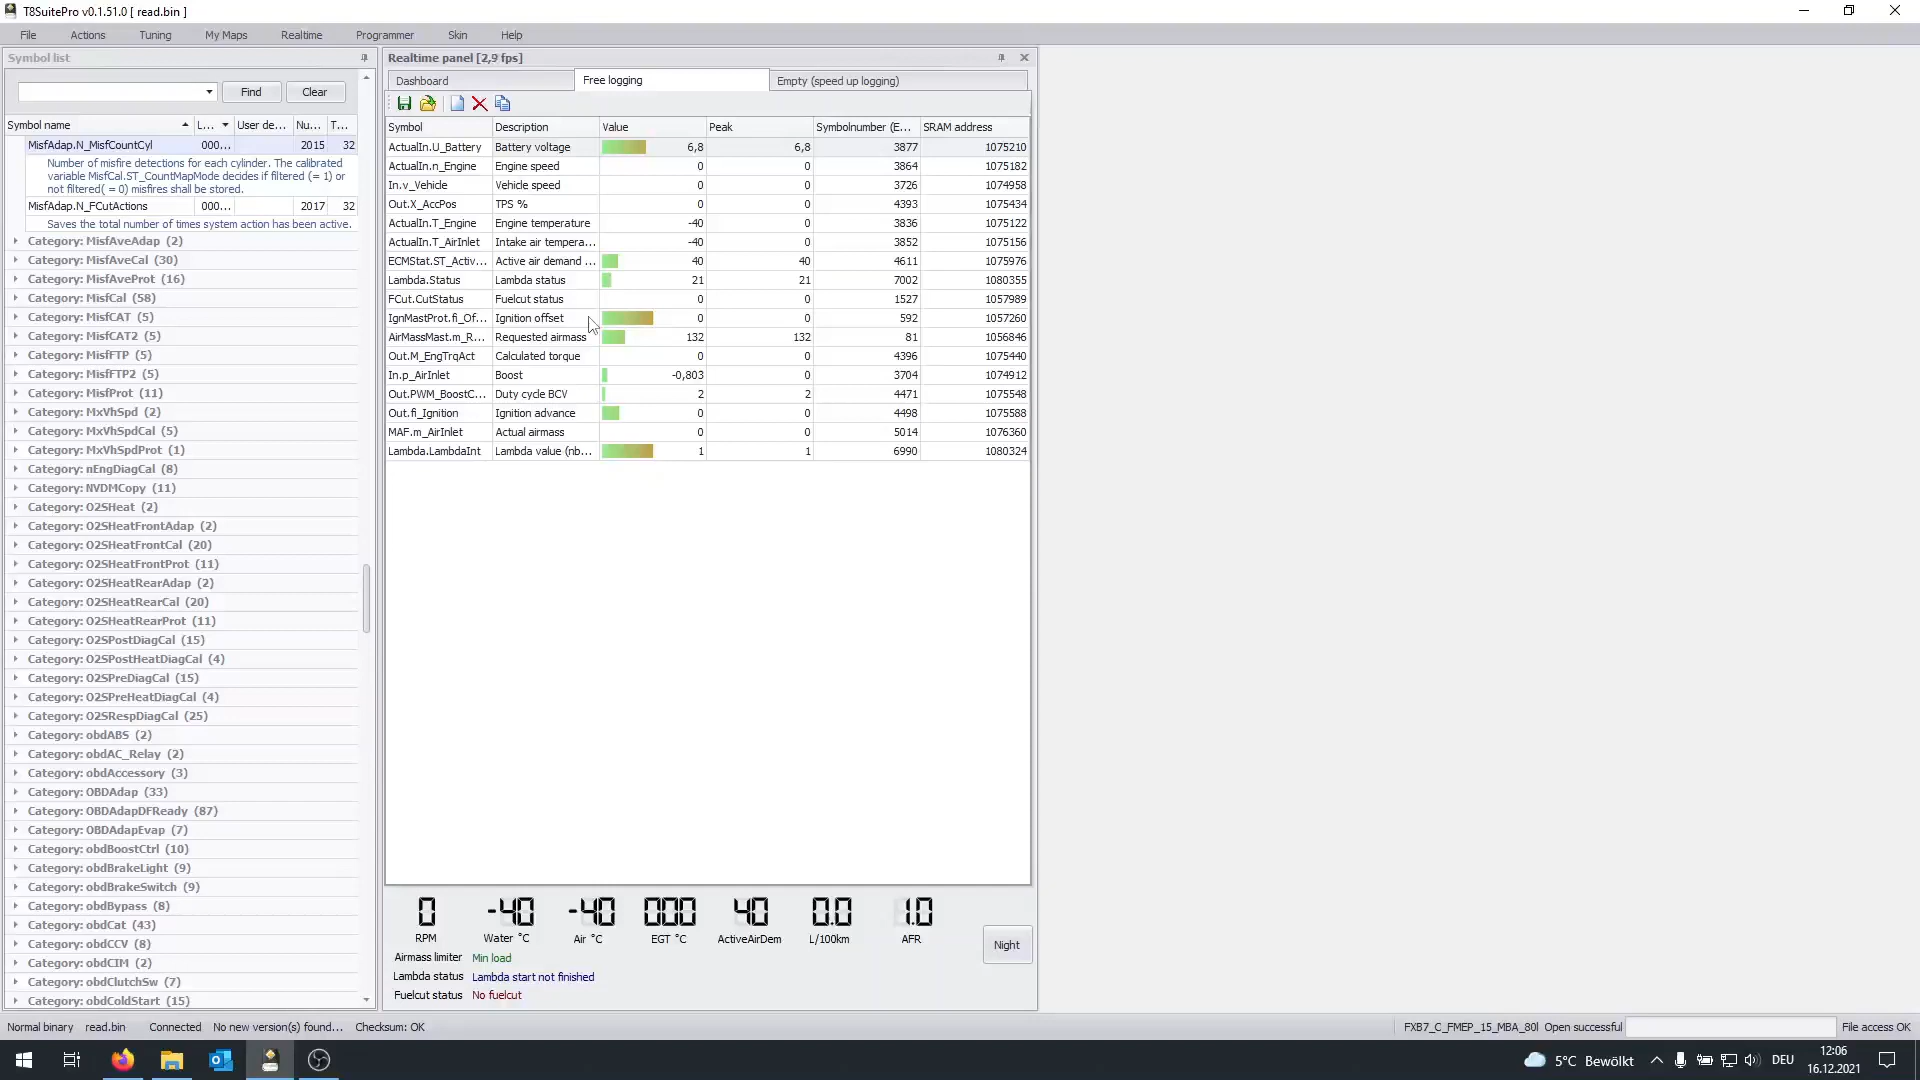 T8SuitePro v0.1.51.0 [ read.bin ]
File Actions Tuning My Maps Realtime Programmer Skin Help
Symbol list
Find Clear
Symbol name L... User de... Nu... T...
MisfAdap.N_MisfCountCyl 000... 2015 32
Number of misfire detections for each cylinder. The calibrated
variable MisfCal.ST_CountMapMode decides if filtered (= 1) or
not filtered( = 0) misfires shall be stored.
MisfAdap.N_FCutActions 000... 2017 32
Saves the total number of times system action has been active.
Category: MisfAveAdap (2)
Category: MisfAveCal (30)
Category: MisfAveProt (16)
Category: MisfCal (58)
Category: MisfCAT (5)
Category: MisfCAT2 (5)
Category: MisfFTP (5)
Category: MisfFTP2 (5)
Category: MisfProt (11)
Category: MxVhSpd (2)
Category: MxVhSpdCal (5)
Category: MxVhSpdProt (1)
Category: nEngDiagCal (8)
Category: NVDMCopy (11)
Category: O2SHeat (2)
Category: O2SHeatFrontAdap (2)
Category: O2SHeatFrontCal (20)
Category: O2SHeatFrontProt (11)
Category: O2SHeatRearAdap (2)
Category: O2SHeatRearCal (20)
Category: O2SHeatRearProt (11)
Category: O2SPostDiagCal (15)
Category: O2SPostHeatDiagCal (4)
Category: O2SPreDiagCal (15)
Category: O2SPreHeatDiagCal (4)
Category: O2SRespDiagCal (25)
Category: obdABS (2)
Category: obdAC_Relay (2)
Category: obdAccessory (3)
Category: OBDAdap (33)
Category: OBDAdapDFReady (87)
Category: OBDAdapEvap (7)
Category: obdBoostCtrl (10)
Category: obdBrakeLight (9)
Category: obdBrakeSwitch (9)
Category: obdBypass (8)
Category: obdCat (43)
Category: obdCCV (8)
Category: obdCIM (2)
Category: obdClutchSw (7)
Category: obdColdStart (15)
Realtime panel [2,9 fps]
Dashboard Free logging Empty (speed up logging)
Symbol Description Value Peak Symbolnumber (E... SRAM address
ActualIn.U_Battery Battery voltage 6,8 6,8 3877 1075210
ActualIn.n_Engine Engine speed 0 0 3864 1075182
In.v_Vehicle Vehicle speed 0 0 3726 1074958
Out.X_AccPos TPS % 0 0 4393 1075434
ActualIn.T_Engine Engine temperature -40 0 3836 1075122
ActualIn.T_AirInlet Intake air tempera... -40 0 3852 1075156
ECMStat.ST_Activ... Active air demand ... 40 40 4611 1075976
Lambda.Status Lambda status 21 21 7002 1080355
FCut.CutStatus Fuelcut status 0 0 1527 1057989
IgnMastProt.fi_Of... Ignition offset 0 0 592 1057260
AirMassMast.m_R... Requested airmass 132 132 81 1056846
Out.M_EngTrqAct Calculated torque 0 0 4396 1075440
In.p_AirInlet Boost -0,803 0 3704 1074912
Out.PWM_BoostC... Duty cycle BCV 2 2 4471 1075548
Out.fi_Ignition Ignition advance 0 0 4498 1075588
MAF.m_AirInlet Actual airmass 0 0 5014 1076360
Lambda.LambdaInt Lambda value (nb... 1 1 6990 1080324
0 -40 -40 000 40 0.0 1.0
RPM Water °C Air °C EGT °C ActiveAirDem L/100km AFR
Night
Airmass limiter Min load
Lambda status Lambda start not finished
Fuelcut status No fuelcut
Normal binary read.bin Connected No new version(s) found... Checksum: OK FXB7_C_FMEP_15_MBA_80l Open successful File access OK
5°C Bewölkt DEU 12:06
16.12.2021